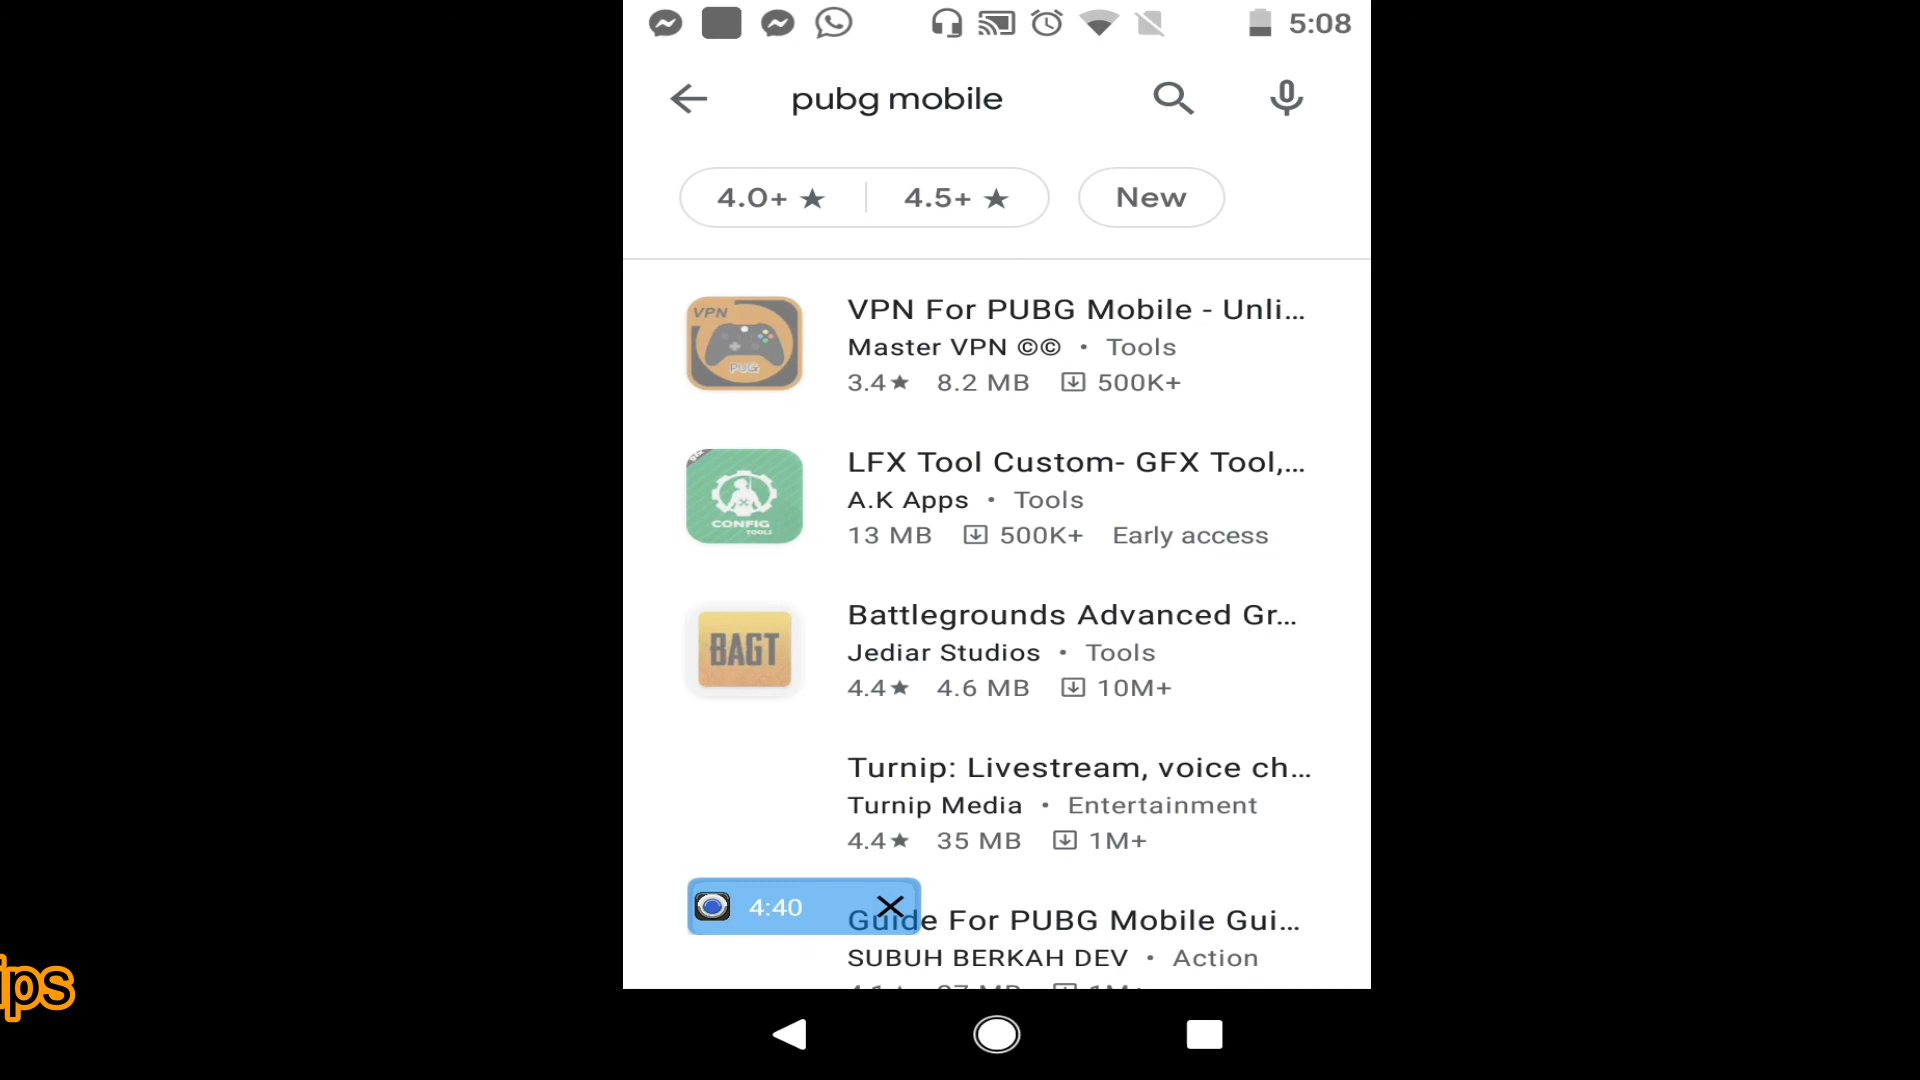 5:08
pubg mobile
4.0+ ★ 4.5+ ★ New
VPN
PUG
VPN For PUBG Mobile - Unli...
Master VPN ©© • Tools
3.4★ 8.2 MB 500K+
CONFIG
TOOLS
LFX Tool Custom- GFX Tool,...
A.K Apps • Tools
13 MB 500K+ Early access
BAGT
Battlegrounds Advanced Gr...
Jediar Studios • Tools
4.4★ 4.6 MB 10M+
Turnip: Livestream, voice ch...
Turnip Media • Entertainment
4.4★ 35 MB 1M+
4:40
Guide For PUBG Mobile Gui...
SUBUH BERKAH DEV • Action
ips